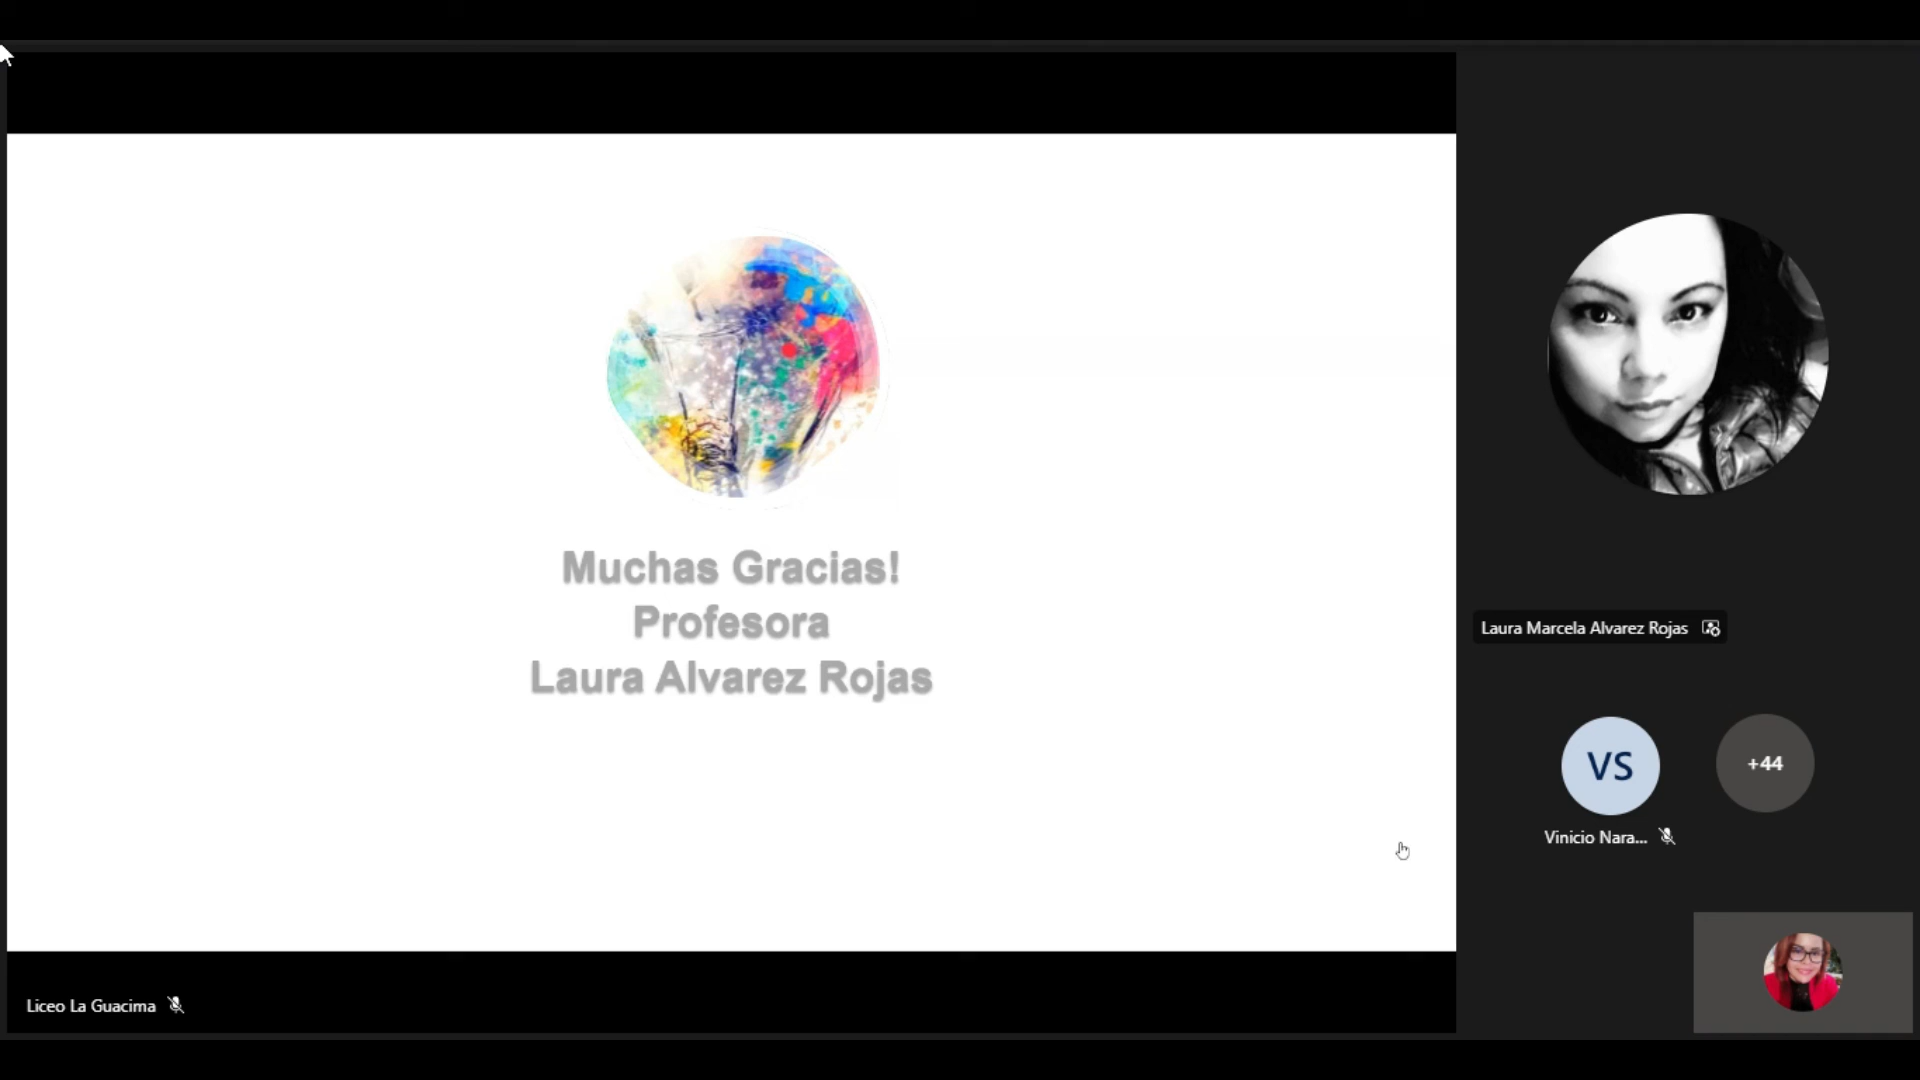 Muchas Gracias!
Profesora
Laura Alvarez Rojas
Laura Marcela Alvarez Rojas
VS
+44
Vinicio Nara...
Liceo La Guacima